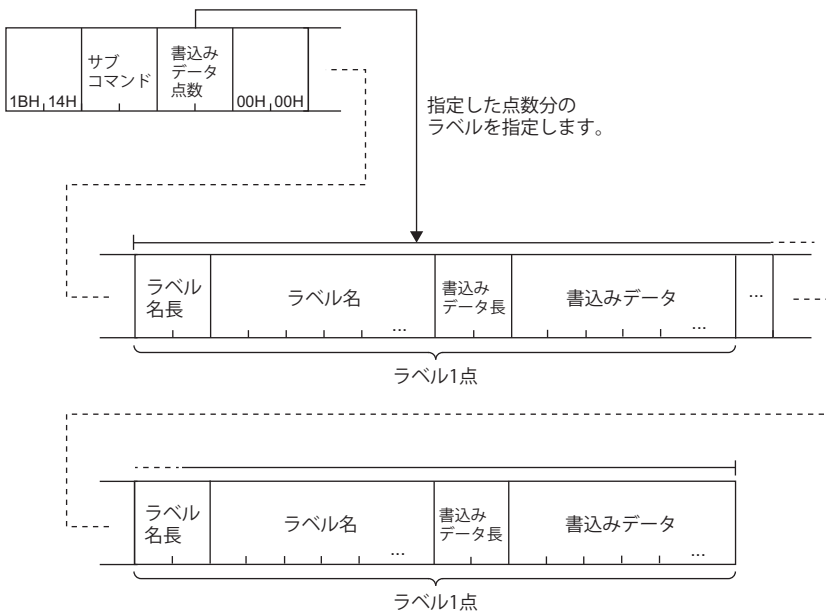 サブ
コマンド
書込み
データ
点数
1BH 14H
00H 00H
指定した点数分の
ラベルを指定します。
ラベル
名長
ラベル名
...
書込み
データ長
書込みデータ
...
...
ラベル1点
ラベル
名長
ラベル名
...
書込み
データ長
書込みデータ
...
ラベル1点